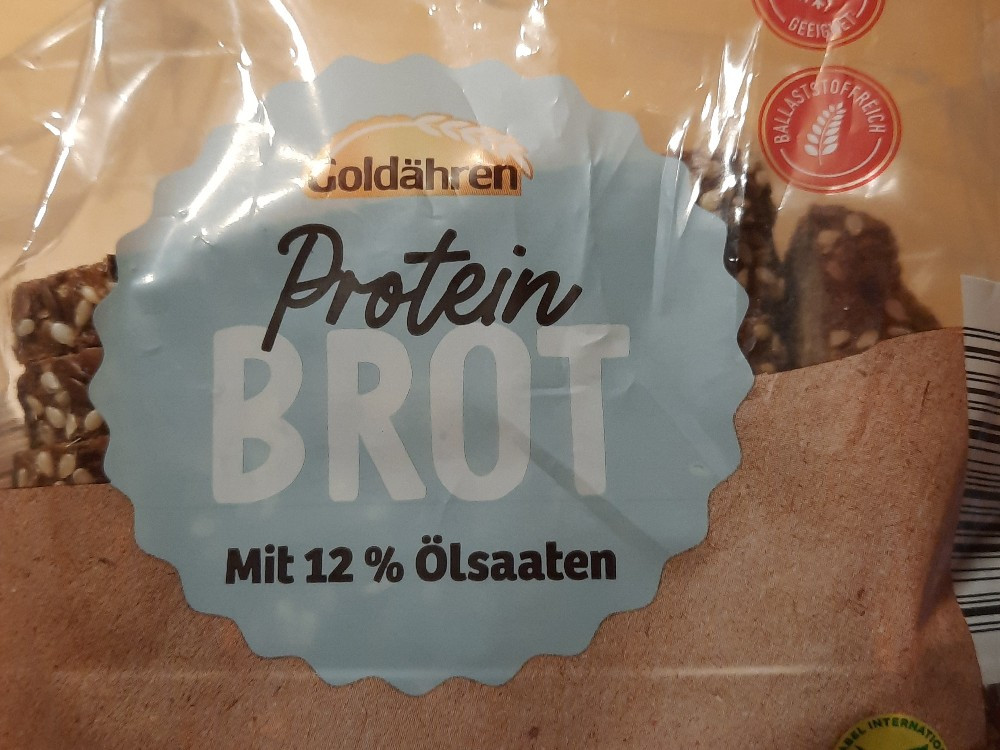 GEEIGNET
BALLASTSTOFFREICH
Goldähren
Protein
BROT
Mit 12 % Ölsaaten